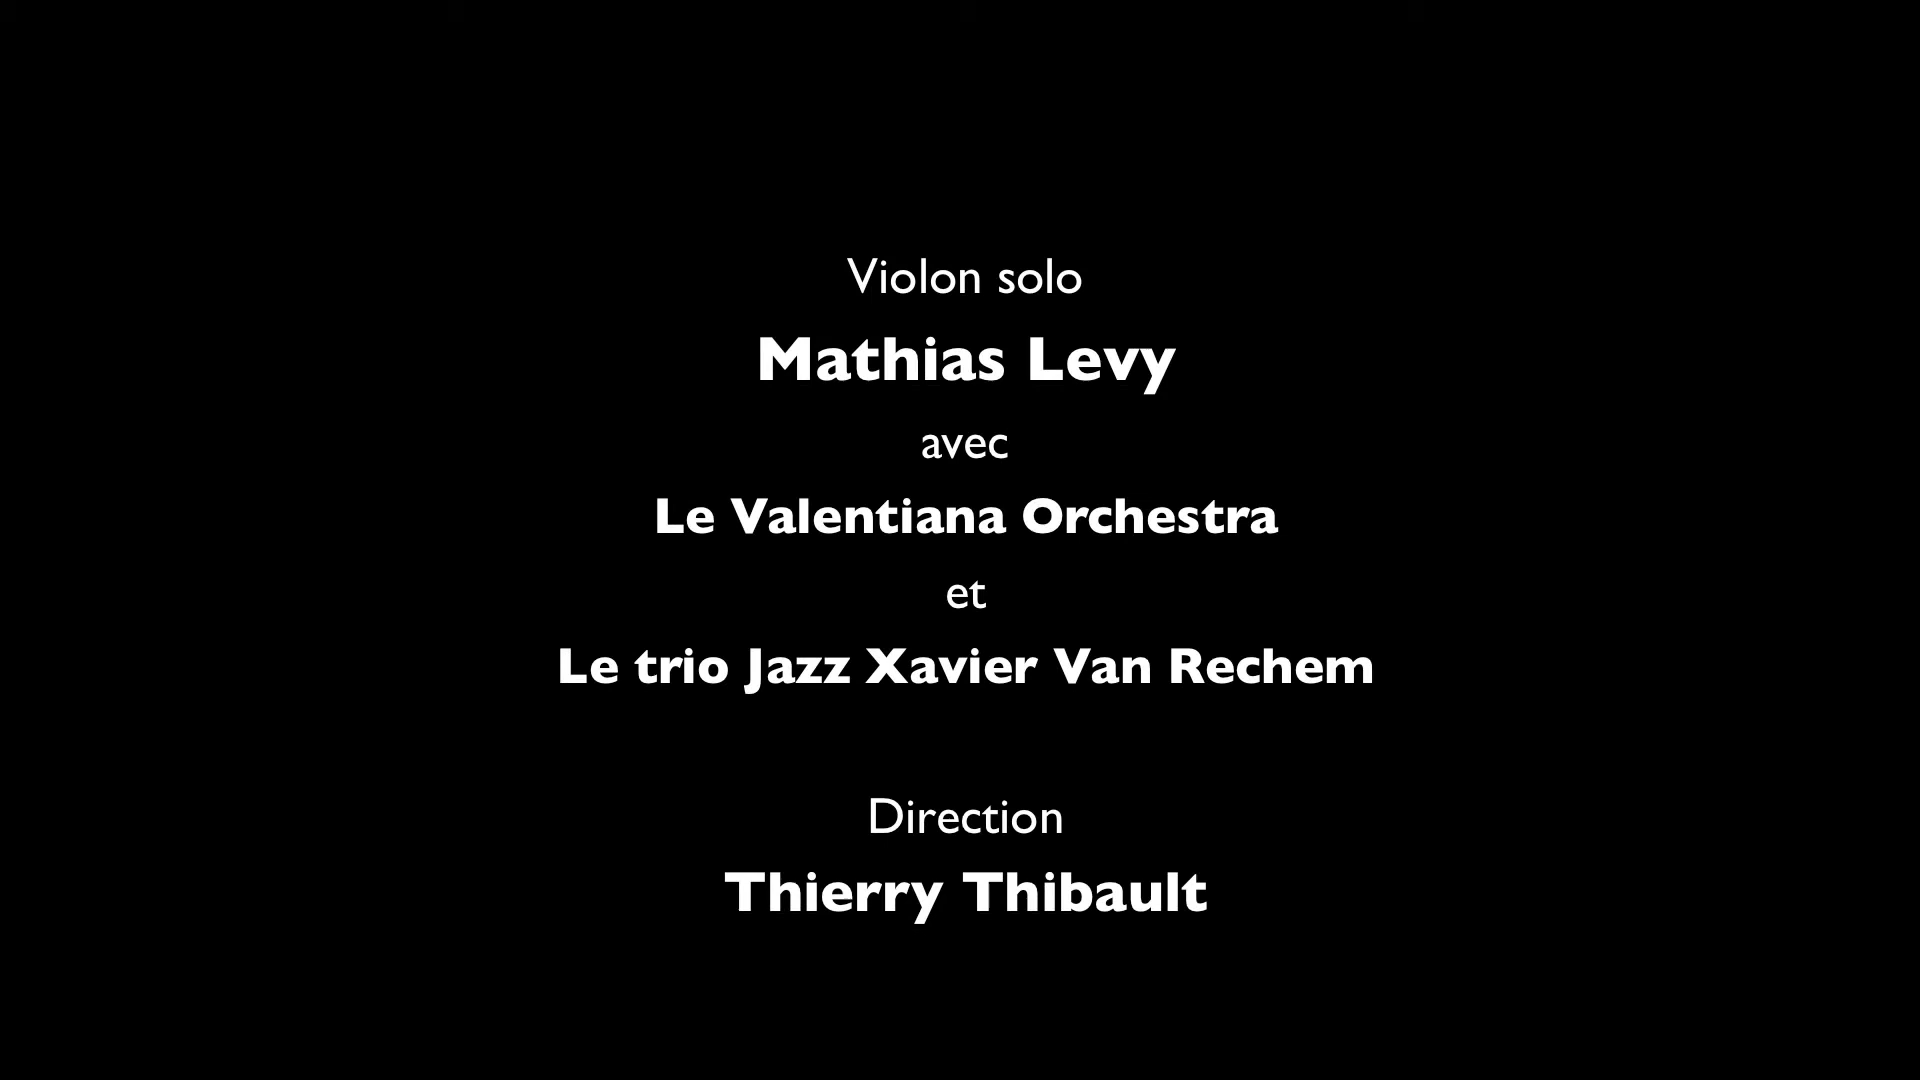 Violon solo
Mathias Levy
avec
Le Valentiana Orchestra
et
Le trio Jazz Xavier Van Rechem
Direction
Thierry Thibault